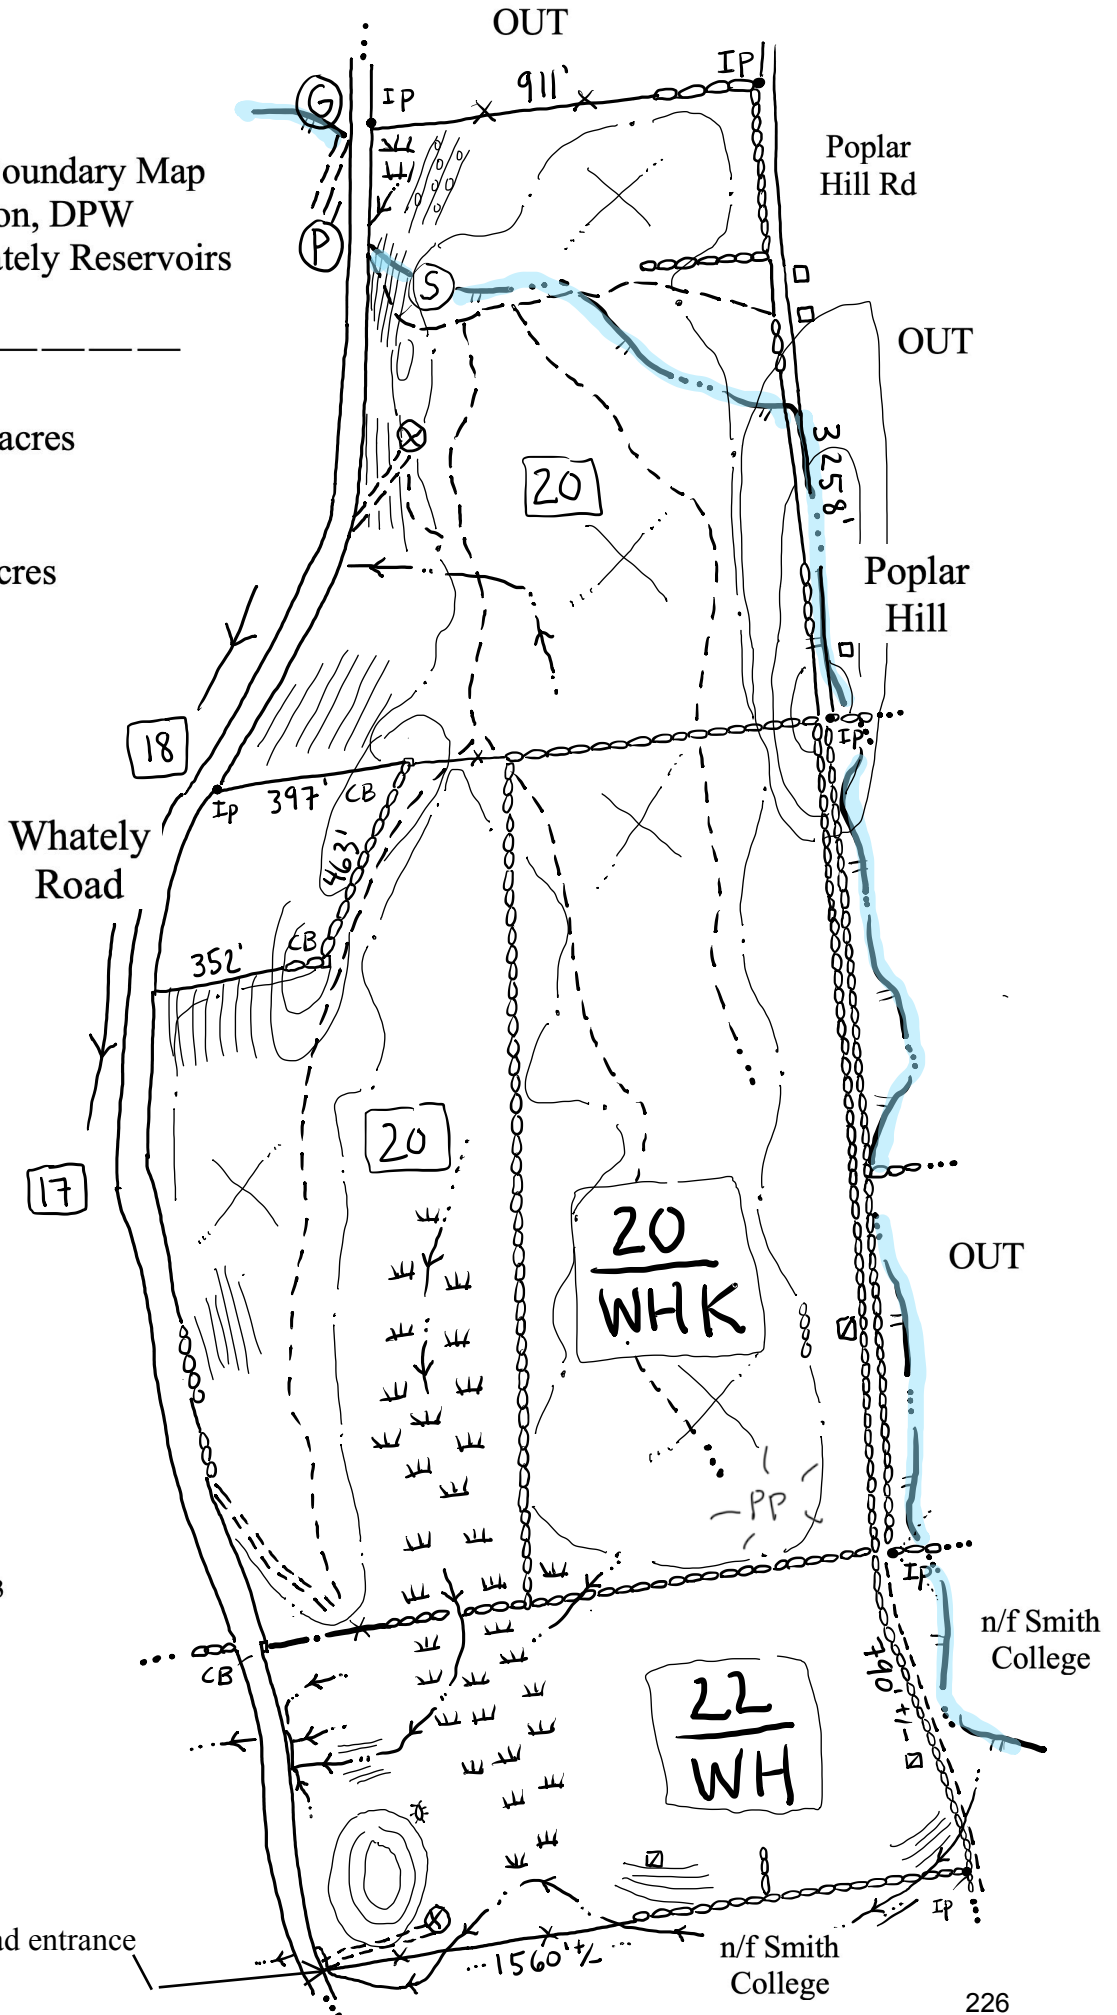 OUT
IP
911'
IP
G
oundary Map
on, DPW
ately Reservoirs
Poplar
Hill Rd
P
S
OUT
acres
3258'
20
cres
Poplar
Hill
18
IP
IP
397'
CB
463'
Whately
Road
352'
CB
20
17
20
WHK
OUT
PP
IP
n/f Smith
College
CB
790'+/-
22
WH
IP
ad entrance
1560'+/-
n/f Smith
College
226